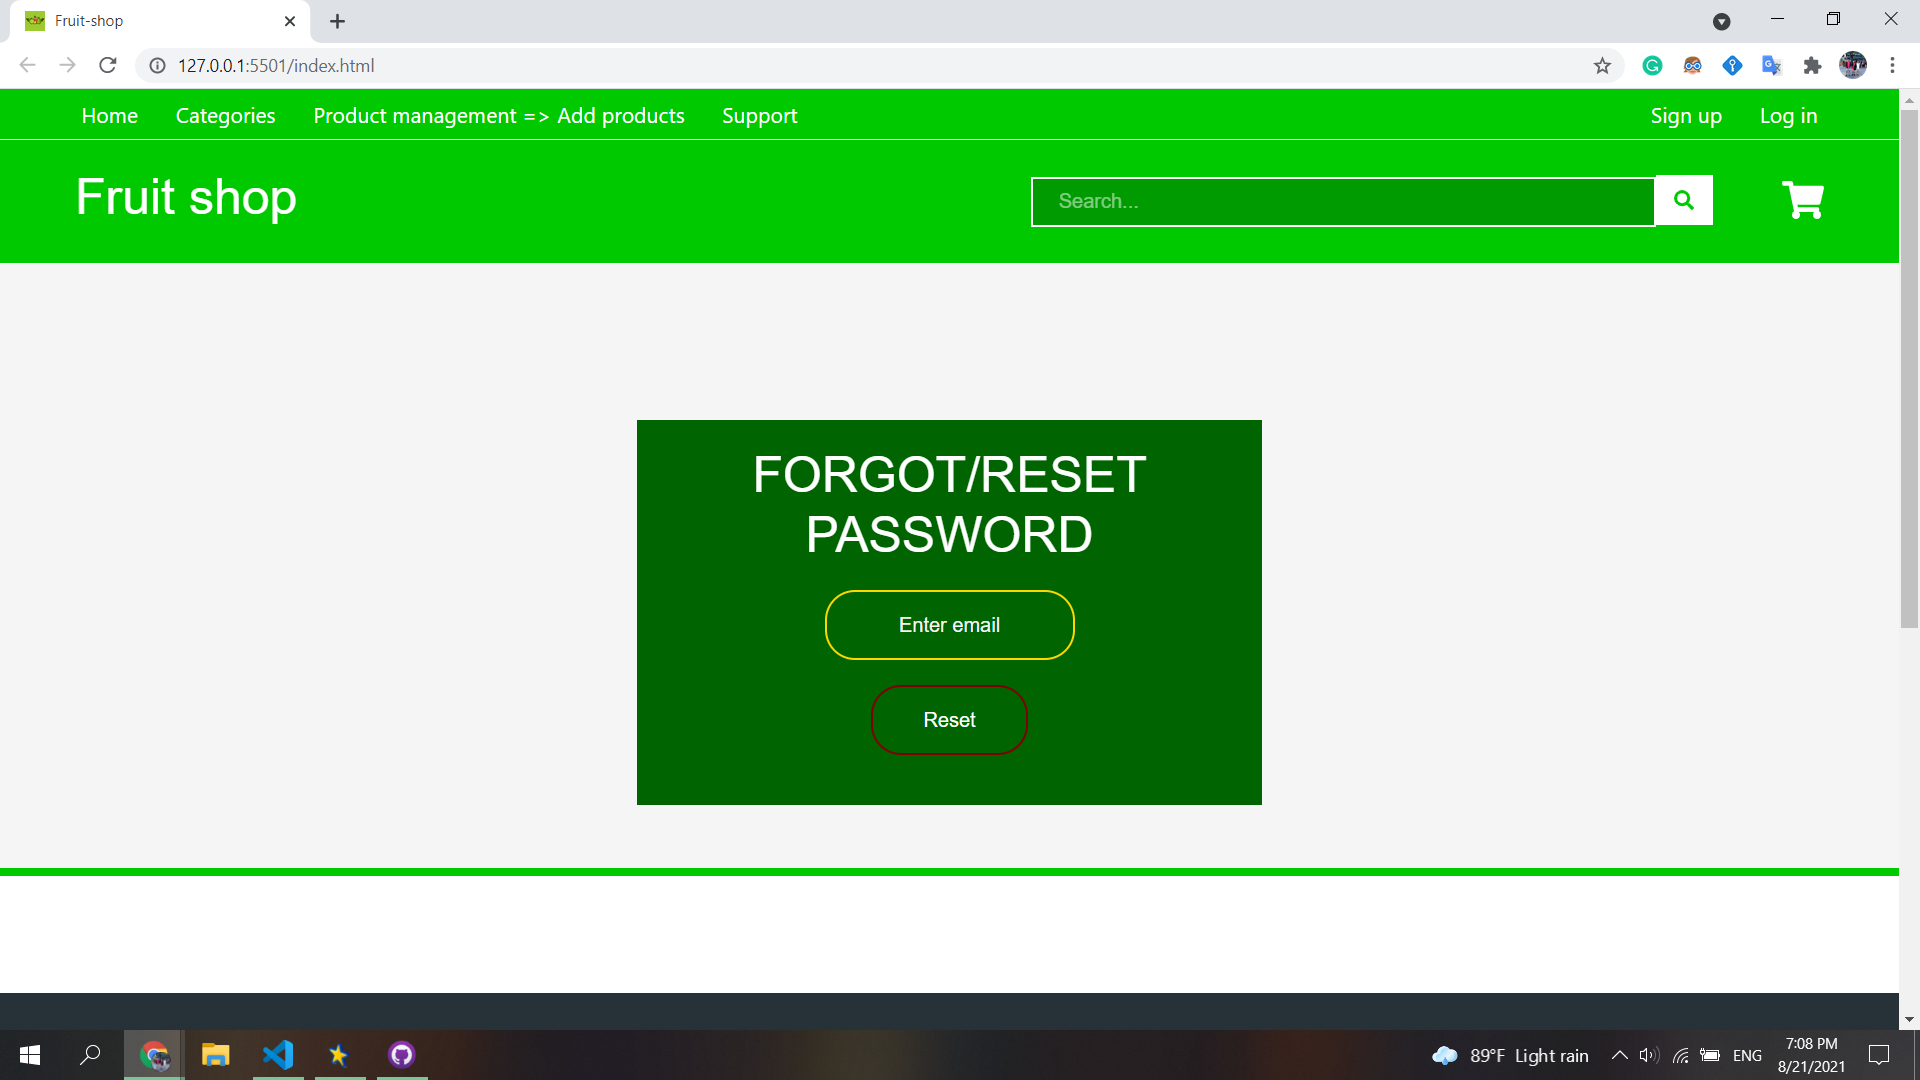 Fruit-shop
127.0.0.1:5501/index.html
Home Categories Product management => Add products Support Sign up Log in
Fruit shop
Search...
FORGOT/RESET
PASSWORD
Enter email
Reset
89°F Light rain
ENG
7:08 PM
8/21/2021